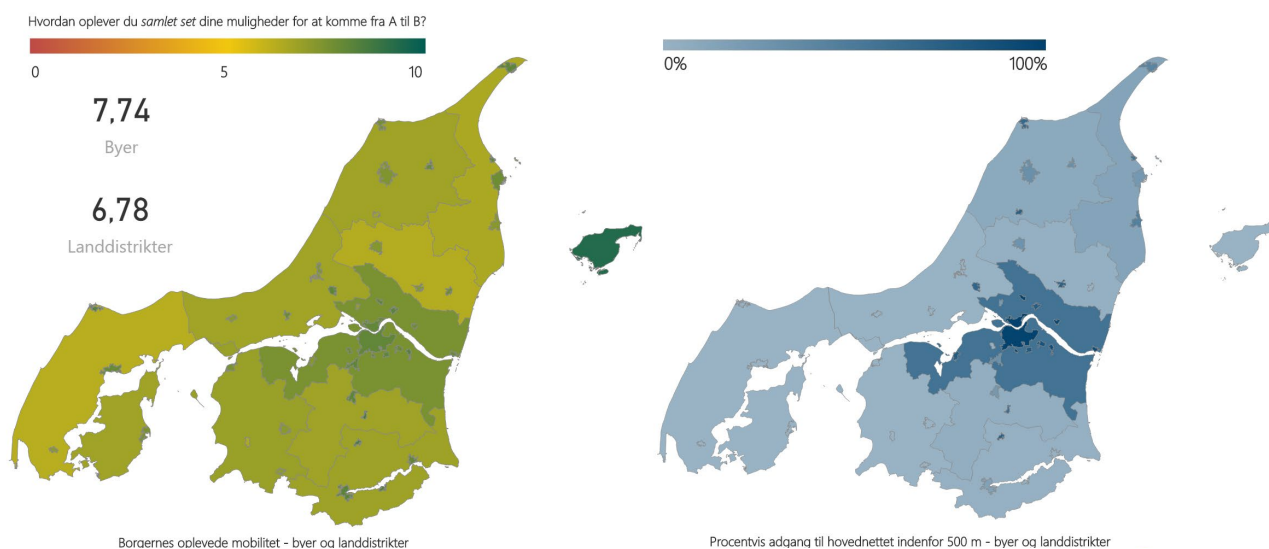 Hvordan oplever du samlet set dine muligheder for at komme fra A til B?
0 5 10
7,74
Byer
6,78
Landdistrikter
Borgernes oplevede mobilitet - byer og landdistrikter
0% 100%
Procentvis adgang til hovednettet indenfor 500 m - byer og landdistrikter